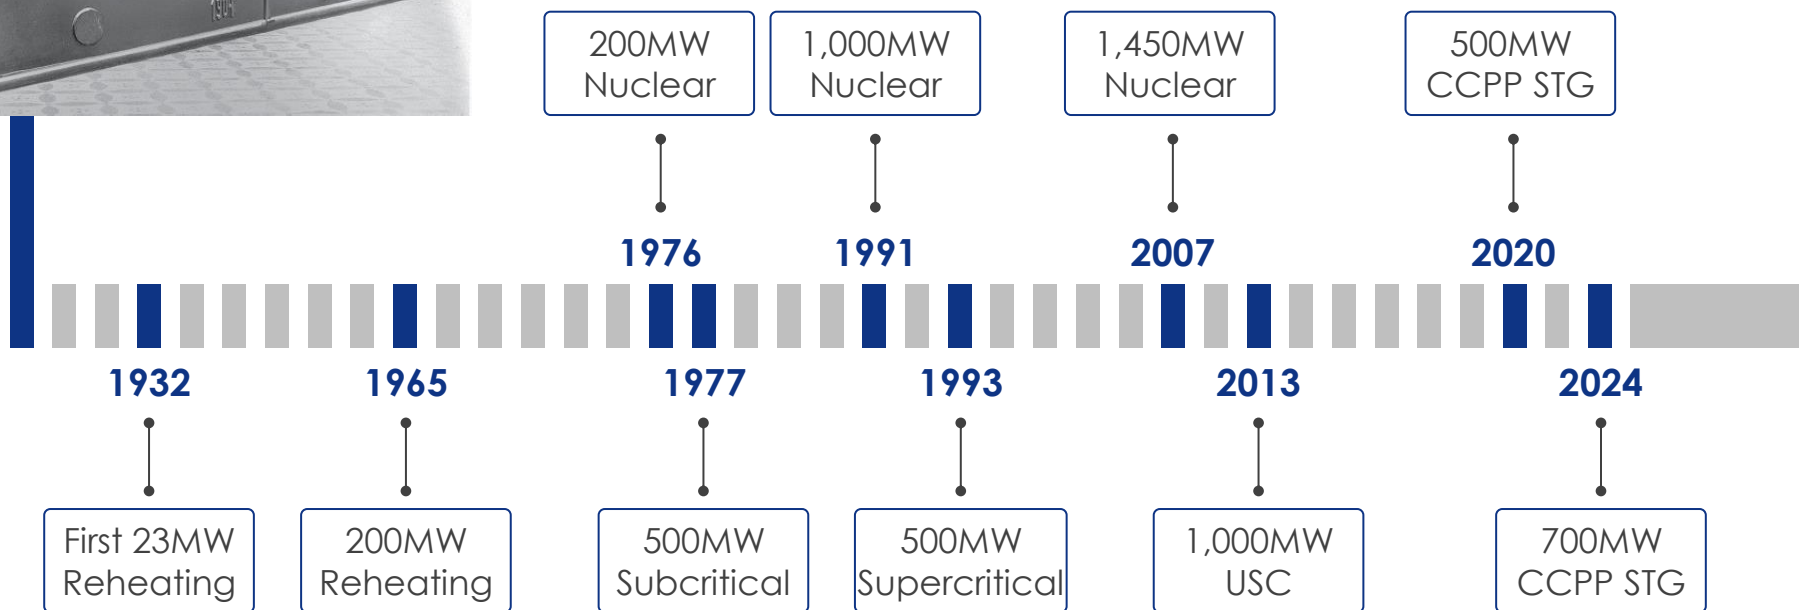 1904
200MW
Nuclear
1,000MW
Nuclear
1,450MW
Nuclear
500MW
CCPP STG
1976
1991
2007
2020
1932
1965
1977
1993
2013
2024
First 23MW
Reheating
200MW
Reheating
500MW
Subcritical
500MW
Supercritical
1,000MW
USC
700MW
CCPP STG